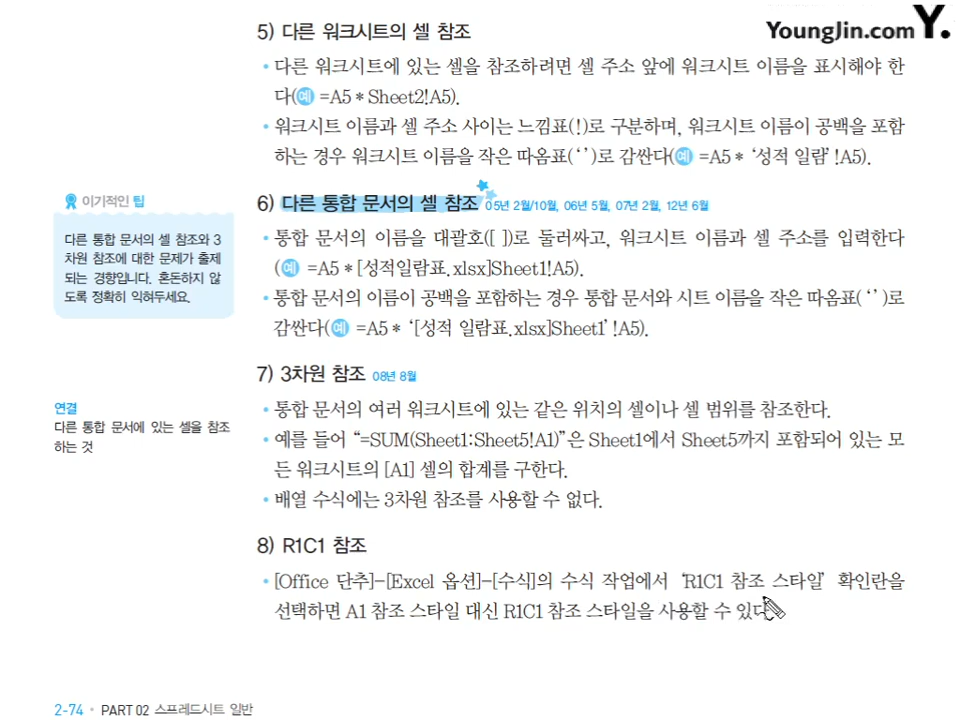 YoungJin.com Y.
5) 다른 워크시트의 셀 참조
• 다른 워크시트에 있는 셀을 참조하려면 셀 주소 앞에 워크시트 이름을 표시해야 한
다(예 =A5*Sheet2!A5).
• 워크시트 이름과 셀 주소 사이는 느낌표(!)로 구분하며, 워크시트 이름이 공백을 포함
하는 경우 워크시트 이름을 작은 따옴표(‘ ’)로 감싼다(예 =A5* ‘성적 일람’ !A5).
이기적인 팁
다른 통합 문서의 셀 참조와 3
차원 참조에 대한 문제가 출제
되는 경향입니다. 혼돈하지 않
도록 정확히 익혀두세요.
6) 다른 통합 문서의 셀 참조 05년 2월/10월, 06년 5월, 07년 2월, 12년 6월
• 통합 문서의 이름을 대괄호([ ])로 둘러싸고, 워크시트 이름과 셀 주소를 입력한다
(예 =A5*[성적일람표.xlsx]Sheet1!A5).
• 통합 문서의 이름이 공백을 포함하는 경우 통합 문서와 시트 이름을 작은 따옴표( ‘ ’ )로
감싼다(예 =A5* ‘[성적 일람표.xlsx]Sheet1’ !A5).
7) 3차원 참조 08년 8월
연결
다른 통합 문서에 있는 셀을 참조
하는 것
• 통합 문서의 여러 워크시트에 있는 같은 위치의 셀이나 셀 범위를 참조한다.
• 예를 들어 “=SUM(Sheet1:Sheet5!A1)”은 Sheet1에서 Sheet5까지 포함되어 있는 모
든 워크시트의 [A1] 셀의 합계를 구한다.
• 배열 수식에는 3차원 참조를 사용할 수 없다.
8) R1C1 참조
• [Office 단추]-[Excel 옵션]-[수식]의 수식 작업에서 ‘R1C1 참조 스타일’ 확인란을
선택하면 A1 참조 스타일 대신 R1C1 참조 스타일을 사용할 수 있다
2-74 • PART 02 스프레드시트 일반